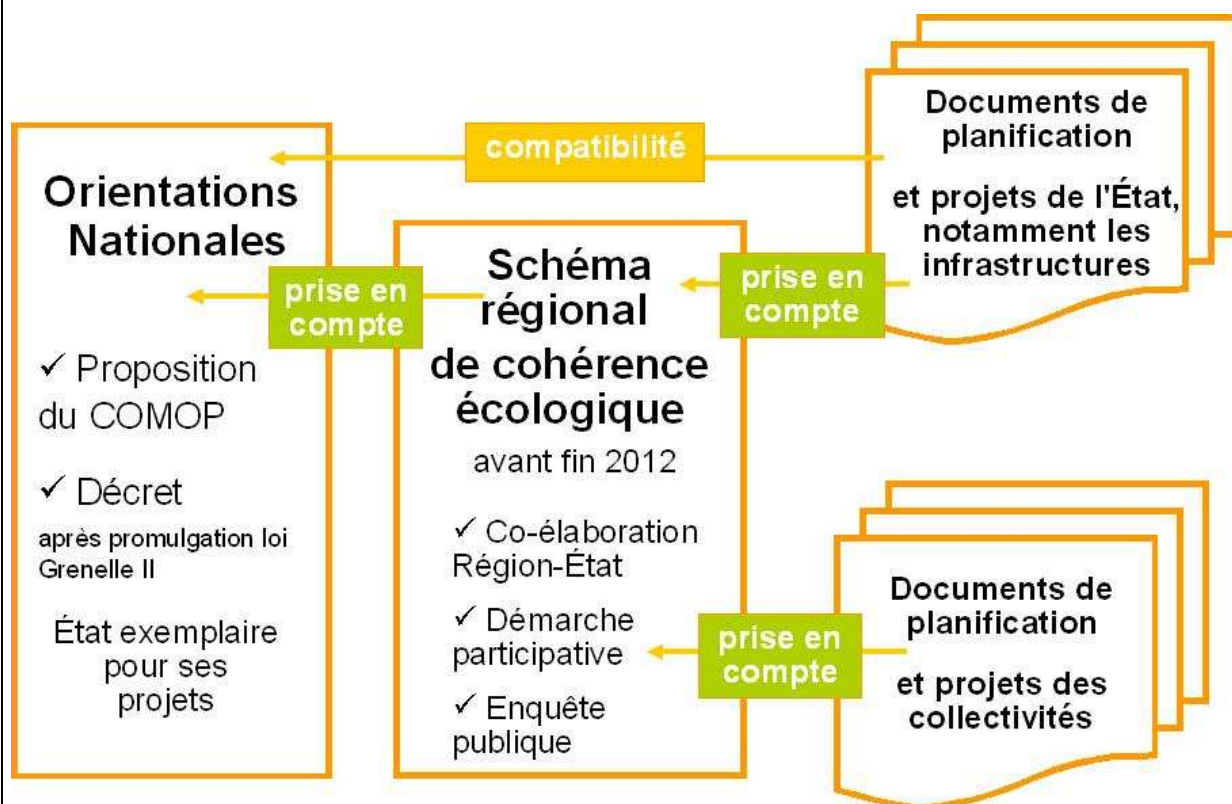 Orientations
Nationales
✓ Proposition
du COMOP
✓ Décret
après promulgation loi
Grenelle II
État exemplaire
pour ses
projets
compatibilité
prise en
compte
Schéma
régional
de cohérence
écologique
avant fin 2012
✓ Co-élaboration
Région-État
✓ Démarche
participative
✓ Enquête
publique
prise en
compte
Documents de
planification
et projets de l'État,
notamment les
infrastructures
prise en
compte
Documents de
planification
et projets des
collectivités